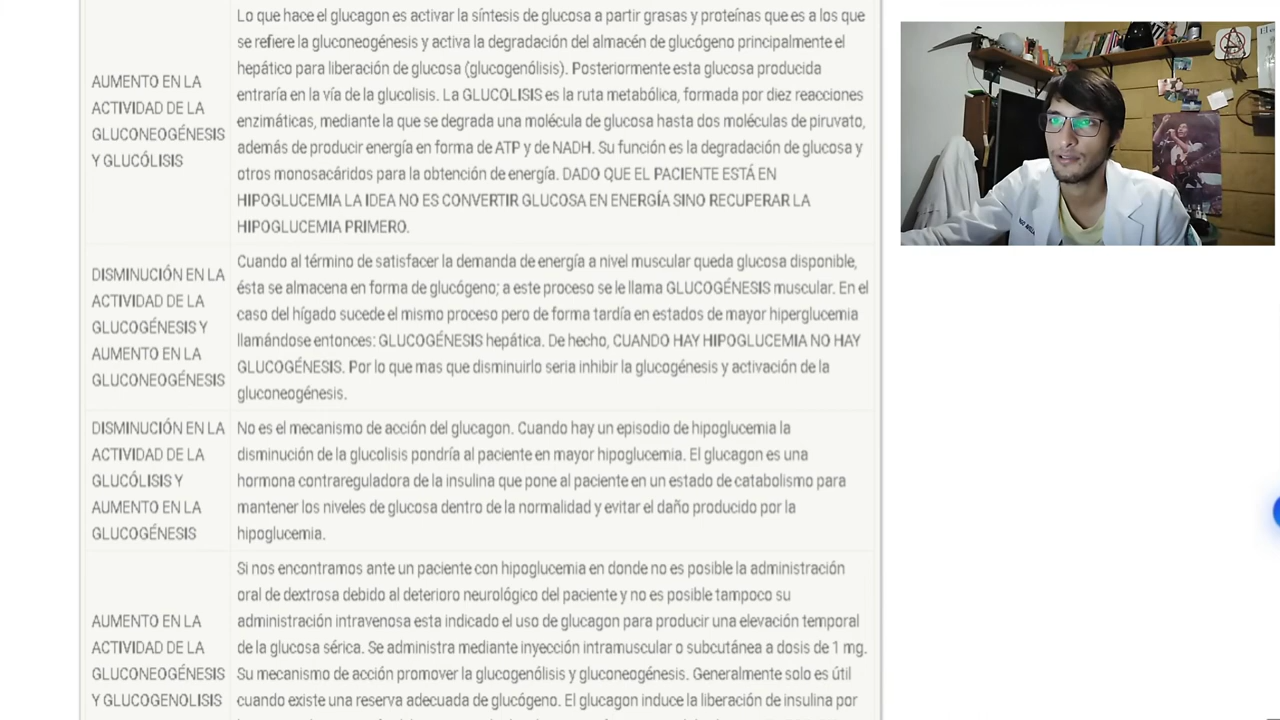 AUMENTO EN LA
ACTIVIDAD DE LA
GLUCONEOGÉNESIS
Y GLUCÓLISIS
Lo que hace el glucagon es activar la síntesis de glucosa a partir grasas y proteínas que es a los que
se refiere la gluconeogénesis y activa la degradación del almacén de glucógeno principalmente el
hepático para liberación de glucosa (glucogenólisis). Posteriormente esta glucosa producida
entraría en la vía de la glucolisis. La GLUCOLISIS es la ruta metabólica, formada por diez reacciones
enzimáticas, mediante la que se degrada una molécula de glucosa hasta dos moléculas de piruvato,
además de producir energía en forma de ATP y de NADH. Su función es la degradación de glucosa y
otros monosacáridos para la obtención de energía. DADO QUE EL PACIENTE ESTÁ EN
HIPOGLUCEMIA LA IDEA NO ES CONVERTIR GLUCOSA EN ENERGÍA SINO RECUPERAR LA
HIPOGLUCEMIA PRIMERO.
DISMINUCIÓN EN LA
ACTIVIDAD DE LA
GLUCOGÉNESIS Y
AUMENTO EN LA
GLUCONEOGÉNESIS
Cuando al término de satisfacer la demanda de energía a nivel muscular queda glucosa disponible,
ésta se almacena en forma de glucógeno; a este proceso se le llama GLUCOGÉNESIS muscular. En el
caso del hígado sucede el mismo proceso pero de forma tardía en estados de mayor hiperglucemia
llamándose entonces: GLUCOGÉNESIS hepática. De hecho, CUANDO HAY HIPOGLUCEMIA NO HAY
GLUCOGÉNESIS. Por lo que mas que disminuirlo seria inhibir la glucogénesis y activación de la
gluconeogénesis.
DISMINUCIÓN EN LA
ACTIVIDAD DE LA
GLUCÓLISIS Y
AUMENTO EN LA
GLUCOGÉNESIS
No es el mecanismo de acción del glucagon. Cuando hay un episodio de hipoglucemia la
disminución de la glucolisis pondría al paciente en mayor hipoglucemia. El glucagon es una
hormona contrareguladora de la insulina que pone al paciente en un estado de catabolismo para
mantener los niveles de glucosa dentro de la normalidad y evitar el daño producido por la
hipoglucemia.
AUMENTO EN LA
ACTIVIDAD DE LA
GLUCONEOGÉNESIS
Y GLUCOGENOLISIS
Si nos encontramos ante un paciente con hipoglucemia en donde no es posible la administración
oral de dextrosa debido al deterioro neurológico del paciente y no es posible tampoco su
administración intravenosa esta indicado el uso de glucagon para producir una elevación temporal
de la glucosa sérica. Se administra mediante inyección intramuscular o subcutánea a dosis de 1 mg.
Su mecanismo de acción promover la glucogenólisis y gluconeogénesis. Generalmente solo es útil
cuando existe una reserva adecuada de glucógeno. El glucagon induce la liberación de insulina por